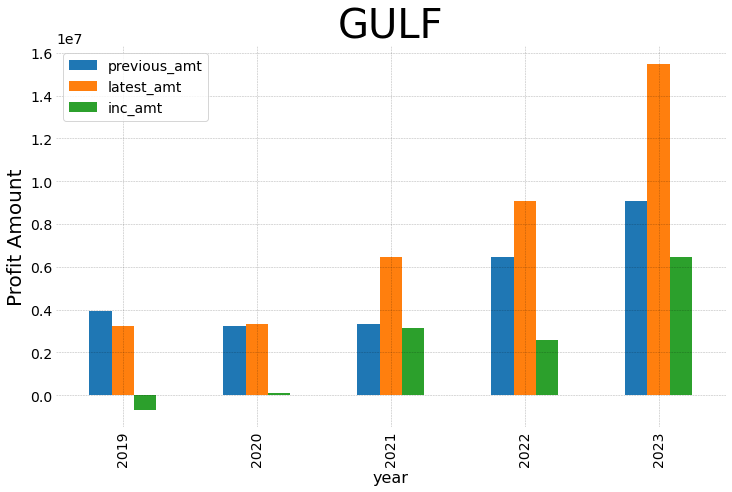 GULF
1e7
1.6
1.4
1.2
1.0
0.8
0.6
0.4
0.2
0.0
Profit Amount
previous_amt
latest_amt
inc_amt
2019
2020
2021
2022
2023
year